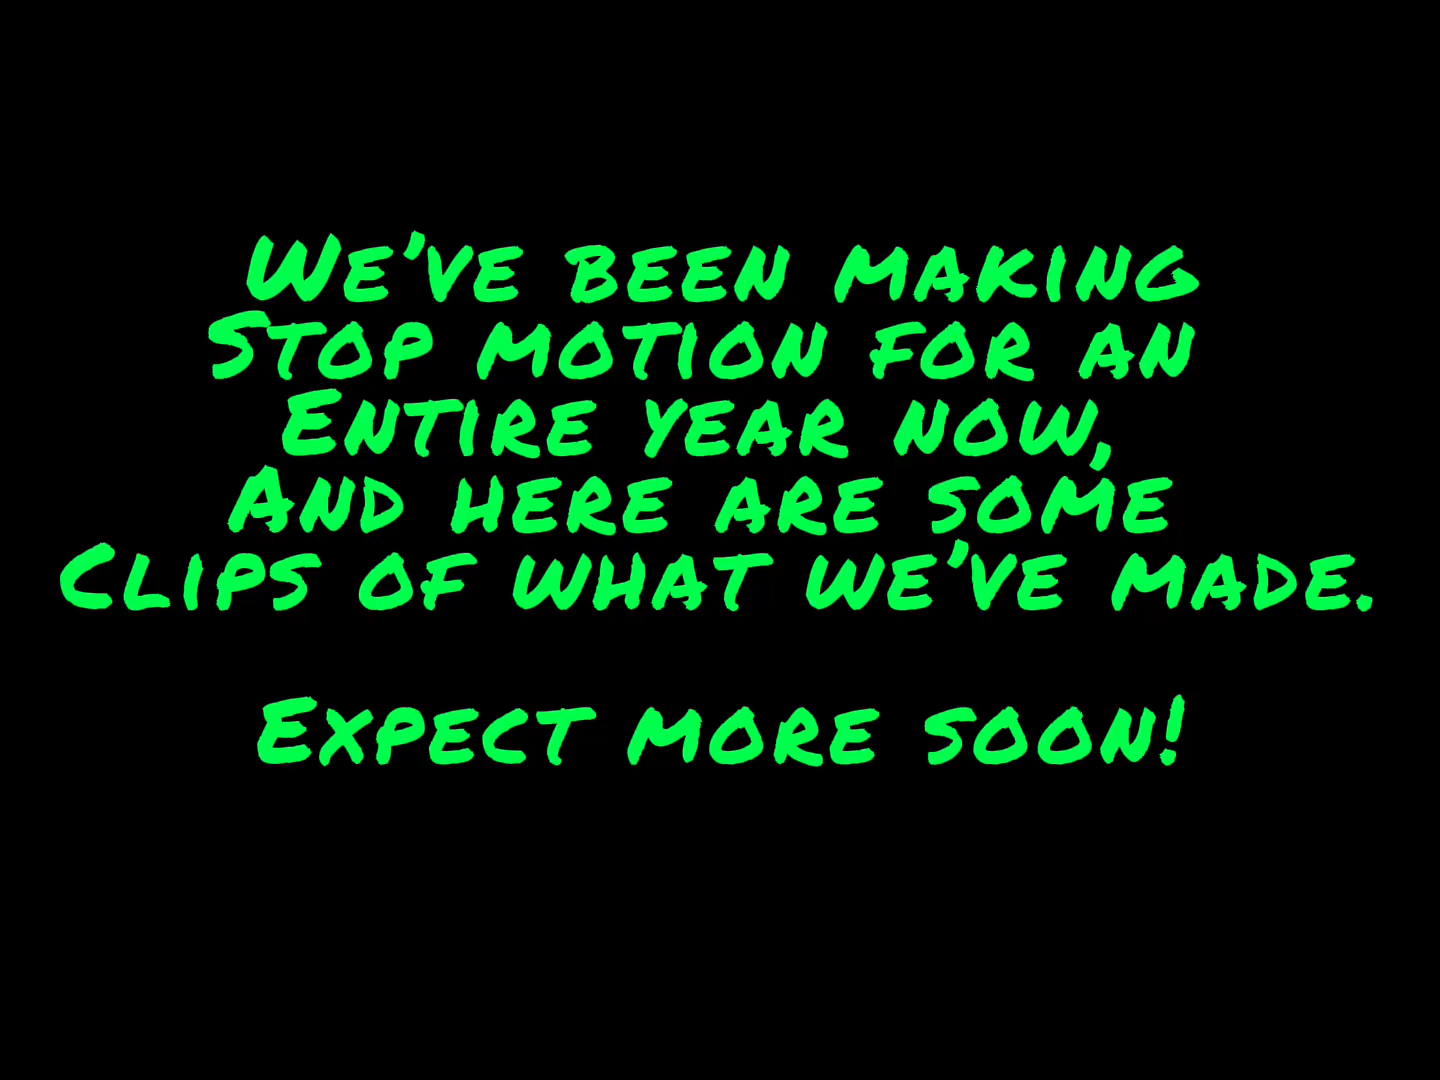 We've been making
Stop motion for an
Entire year now,
And here are some
Clips of what we've made.
Expect more soon!